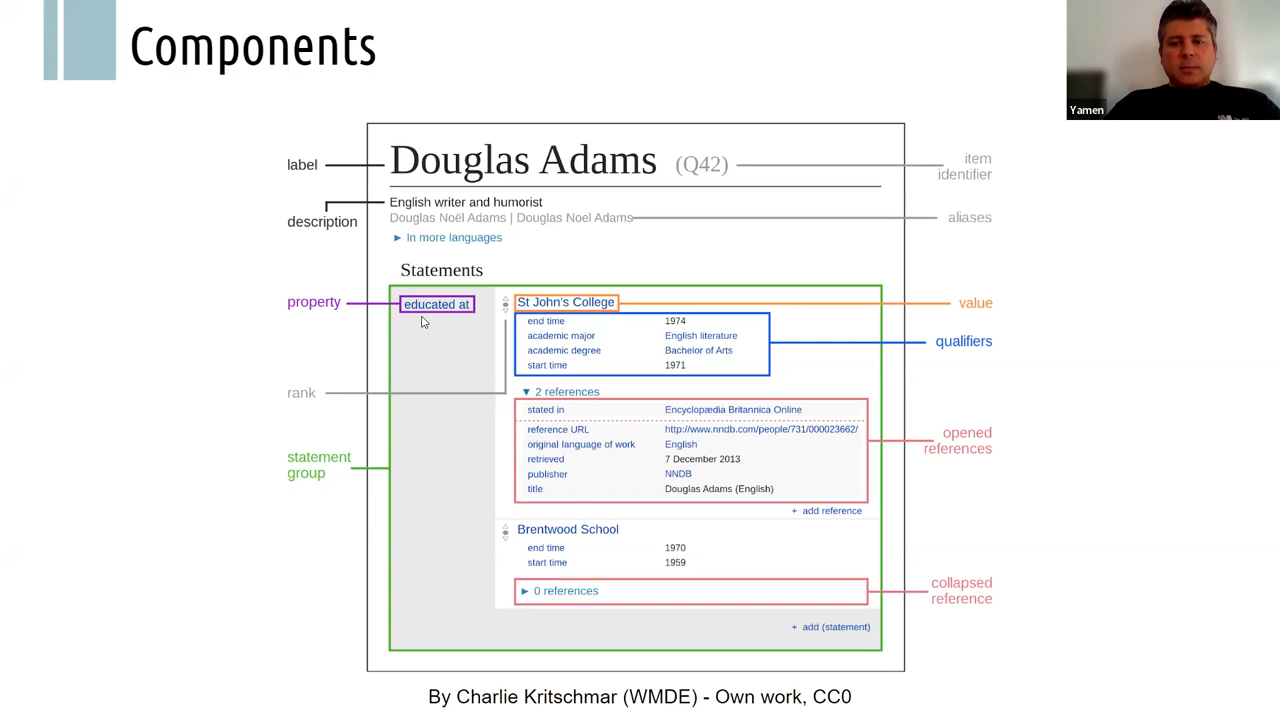 Components
Yamen
label
Douglas Adams (Q42)
item
identifier
description
English writer and humorist
Douglas Noël Adams | Douglas Noel Adams
aliases
► In more languages
Statements
property
educated at
St John's College
value
end time 1974
academic major English literature
academic degree Bachelor of Arts
start time 1971
qualifiers
rank
▼ 2 references
stated in Encyclopædia Britannica Online
reference URL http://www.nndb.com/people/731/000023662/
original language of work English
retrieved 7 December 2013
publisher NNDB
title Douglas Adams (English)
opened
references
statement
group
+ add reference
Brentwood School
end time 1970
start time 1959
► 0 references
collapsed
reference
+ add (statement)
By Charlie Kritschmar (WMDE) - Own work, CC0